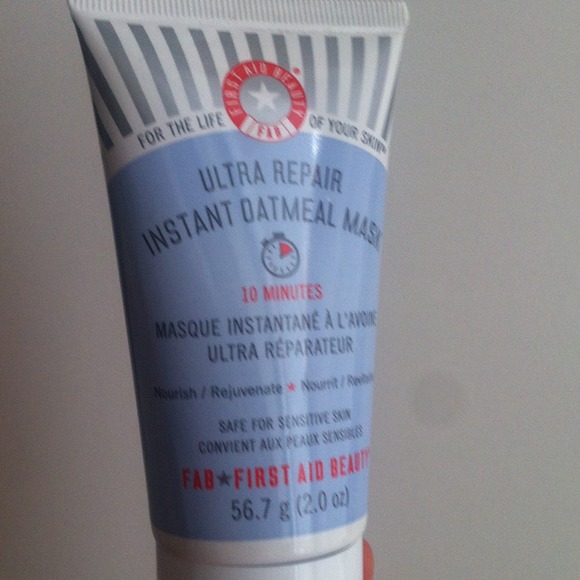 FOR THE LIFE
FIRST AID BEAUTY
FAB
OF YOUR SKIN
ULTRA REPAIR
INSTANT OATMEAL MASK
10 MINUTES
MASQUE INSTANTANÉ À L'AVOINE
ULTRA RÉPARATEUR
Nourish / Rejuvenate ★ Nourrit /
SAFE FOR SENSITIVE SKIN
CONVIENT AUX PEAUX SENSIBLES
FAB★FIRST AID BEAUTY
56.7 g (2.0 oz)